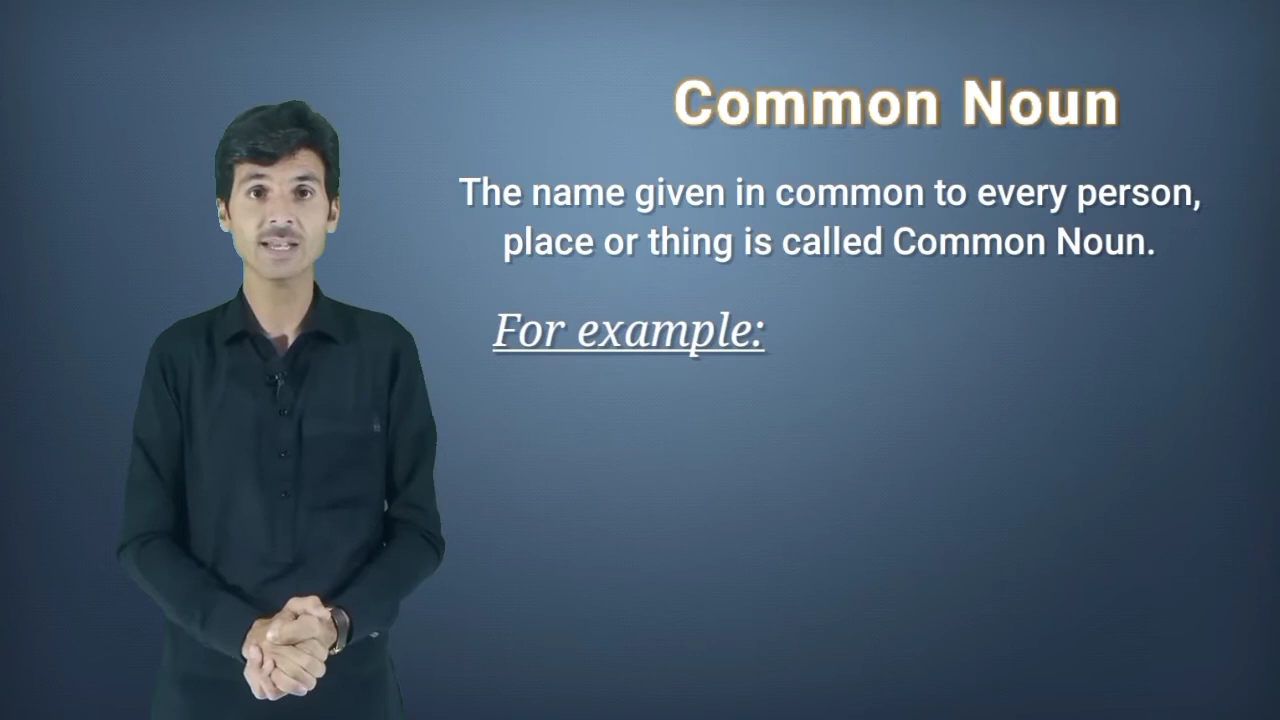 Common Noun
The name given in common to every person,
place or thing is called Common Noun.
For example: